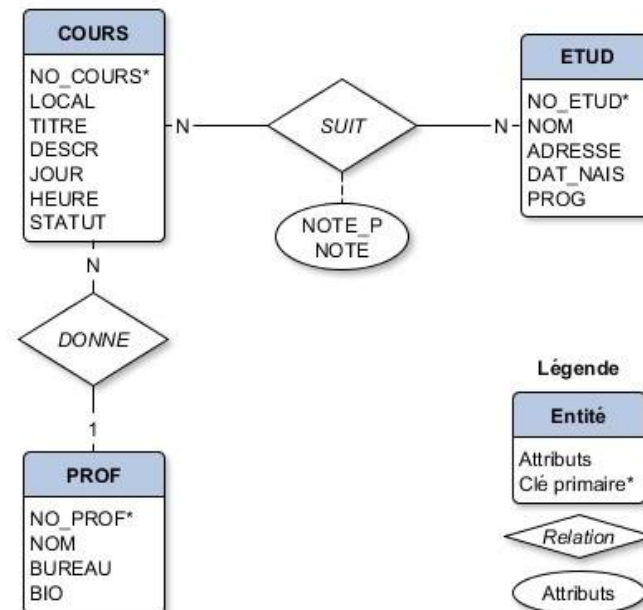 COURS
NO_COURS*
LOCAL
TITRE
DESCR
JOUR
HEURE
STATUT
N
SUIT
N
NOTE_P
NOTE
ETUD
NO_ETUD*
NOM
ADRESSE
DAT_NAIS
PROG
N
DONNE
1
PROF
NO_PROF*
NOM
BUREAU
BIO
Légende
Entité
Attributs
Clé primaire*
Relation
Attributs